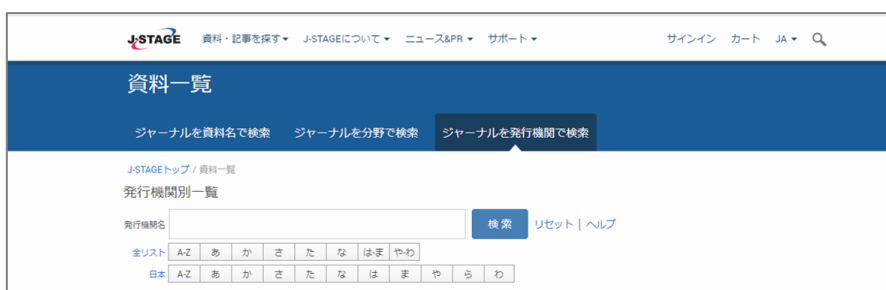 J-STAGE 資料・記事を探す▼ J-STAGEについて▼ ニュース&PR▼ サポート▼ サインイン カート JA▼
資料一覧
ジャーナルを資料名で検索 ジャーナルを分野で検索 ジャーナルを発行機関で検索
J-STAGEトップ / 資料一覧
発行機関別一覧
発行機関名 検索 リセット | ヘルプ
全リスト A-Z あ か さ た な は-ま や-わ
日本 A-Z あ か さ た な は ま や ら わ